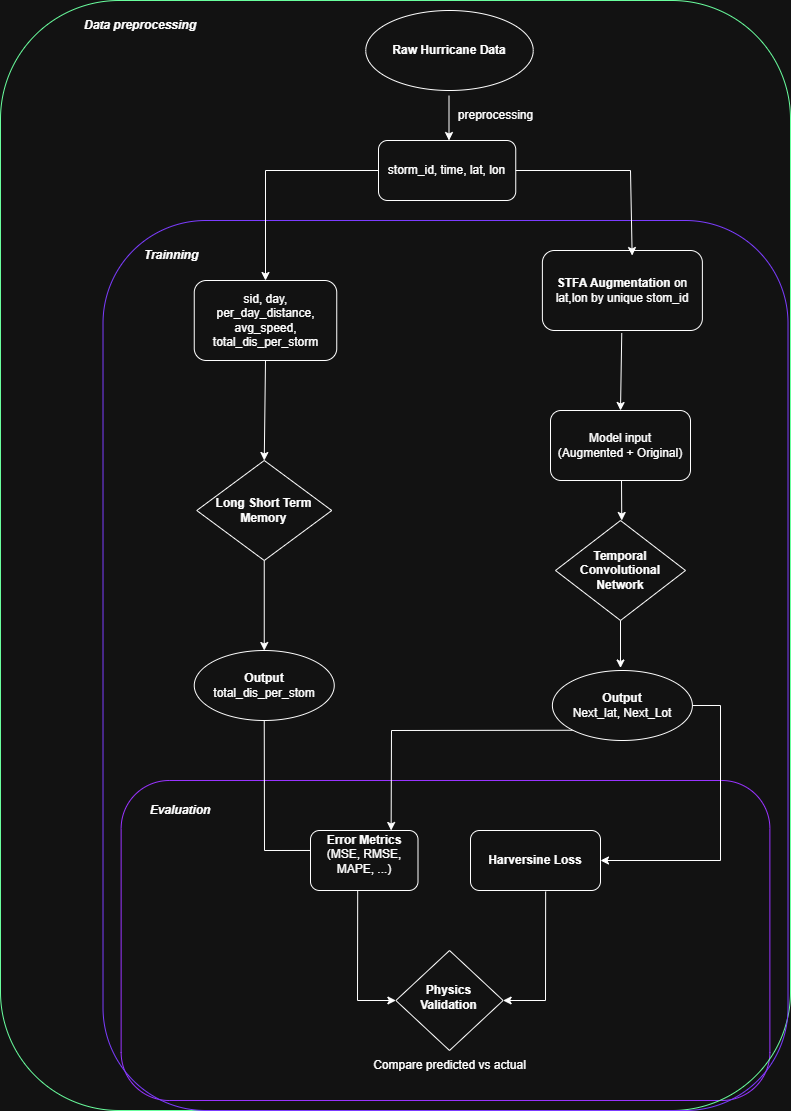 Data preprocessing
Raw Hurricane Data
preprocessing
storm_id, time, lat, lon
Trainning
sid, day,
per_day_distance,
avg_speed,
total_dis_per_storm
STFA Augmentation on
lat,lon by unique stom_id
Model input
(Augmented + Original)
Long Short Term
Memory
Temporal
Convolutional
Network
Output
total_dis_per_stom
Output
Next_lat, Next_Lot
Evaluation
Error Metrics
(MSE, RMSE,
MAPE, ...)
Harversine Loss
Physics
Validation
Compare predicted vs actual